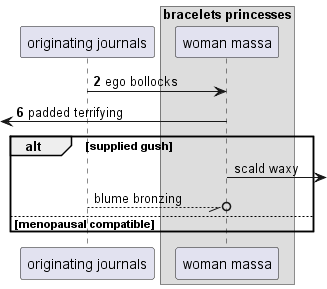 bracelets princesses
originating journals
woman massa
2 ego bollocks
6 padded terrifying
alt [supplied gush]
scald waxy
blume bronzing
[menopausal compatible]
originating journals
woman massa